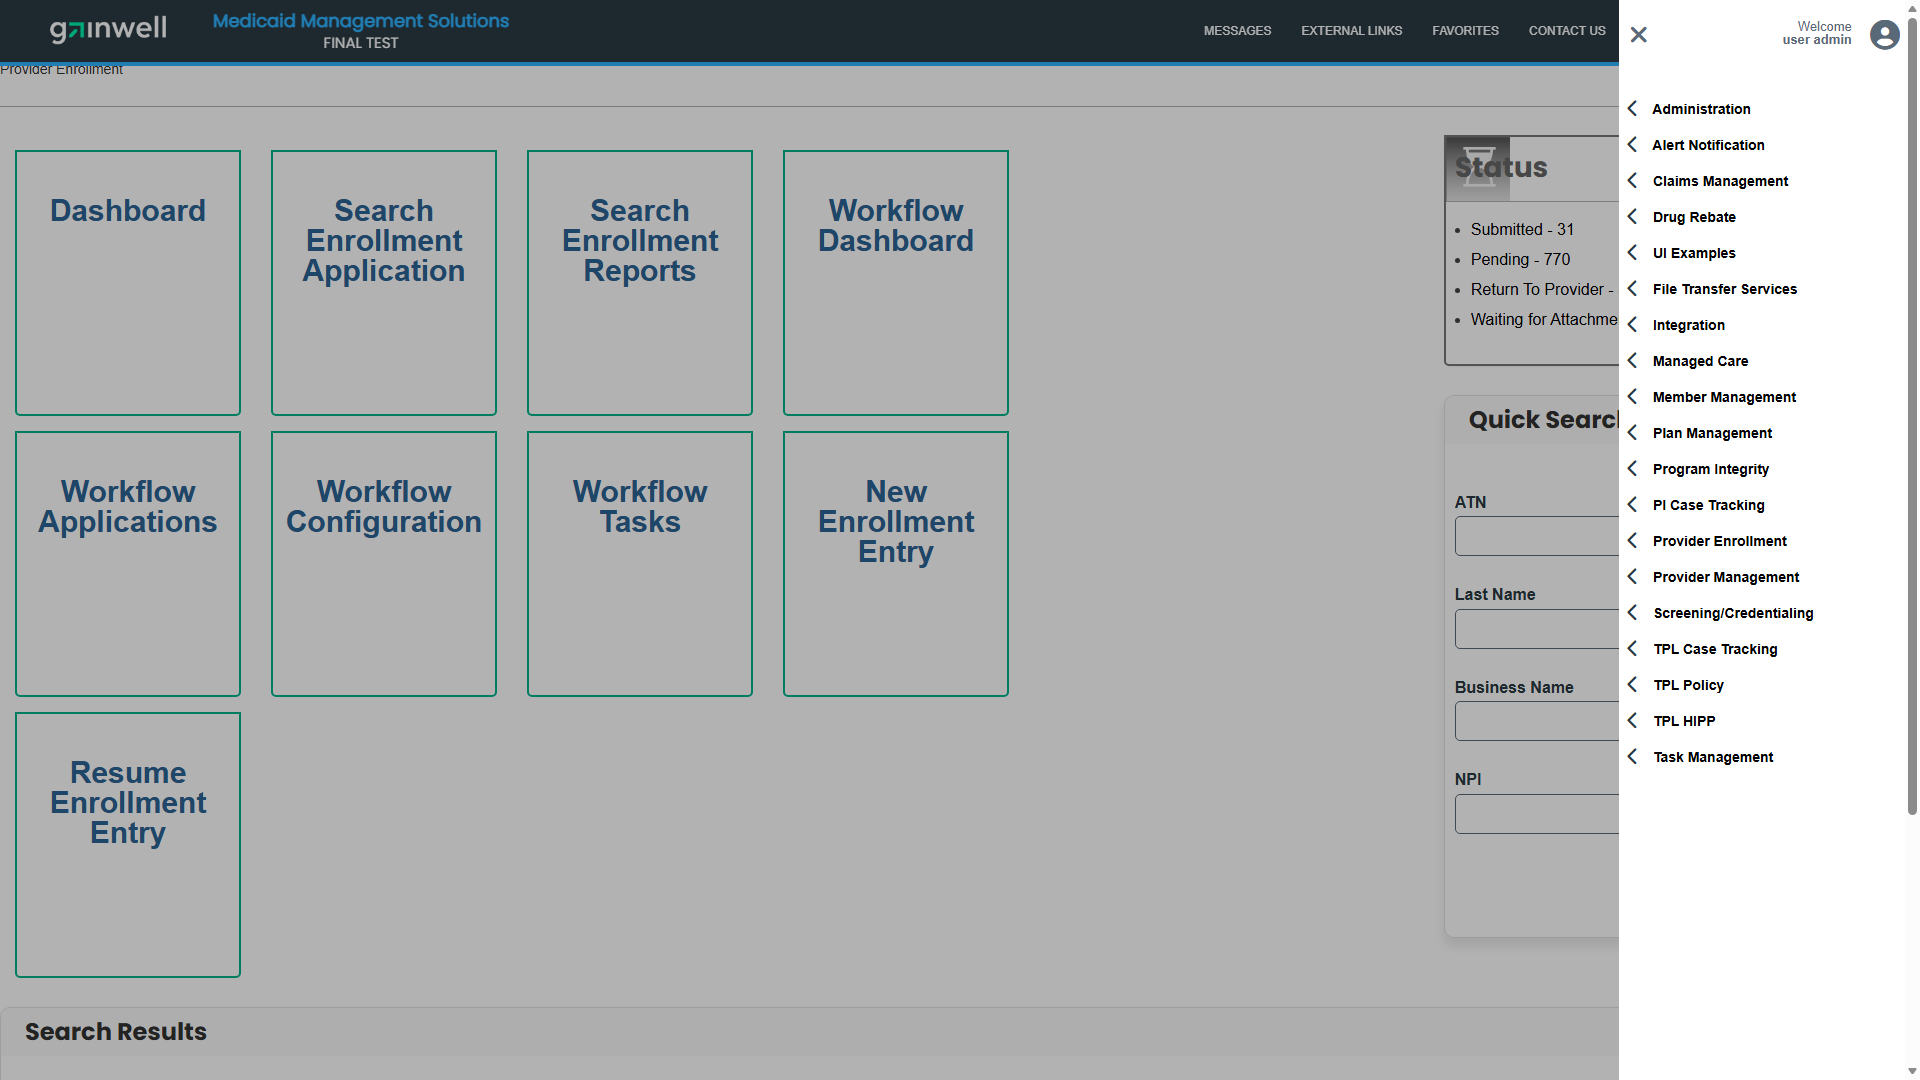 gainwell
Medicaid Management Solutions
FINAL TEST
MESSAGES
EXTERNAL LINKS
FAVORITES
CONTACT US
Welcome
user admin
Provider Enrollment
Dashboard
Search
Enrollment
Application
Search
Enrollment
Reports
Workflow
Dashboard
Workflow
Applications
Workflow
Configuration
Workflow
Tasks
New
Enrollment
Entry
Resume
Enrollment
Entry
Status
Submitted - 31
Pending - 770
Return To Provider -
Waiting for Attachme
Quick Search
ATN
Last Name
Business Name
NPI
Search Results
Administration
Alert Notification
Claims Management
Drug Rebate
UI Examples
File Transfer Services
Integration
Managed Care
Member Management
Plan Management
Program Integrity
PI Case Tracking
Provider Enrollment
Provider Management
Screening/Credentialing
TPL Case Tracking
TPL Policy
TPL HIPP
Task Management